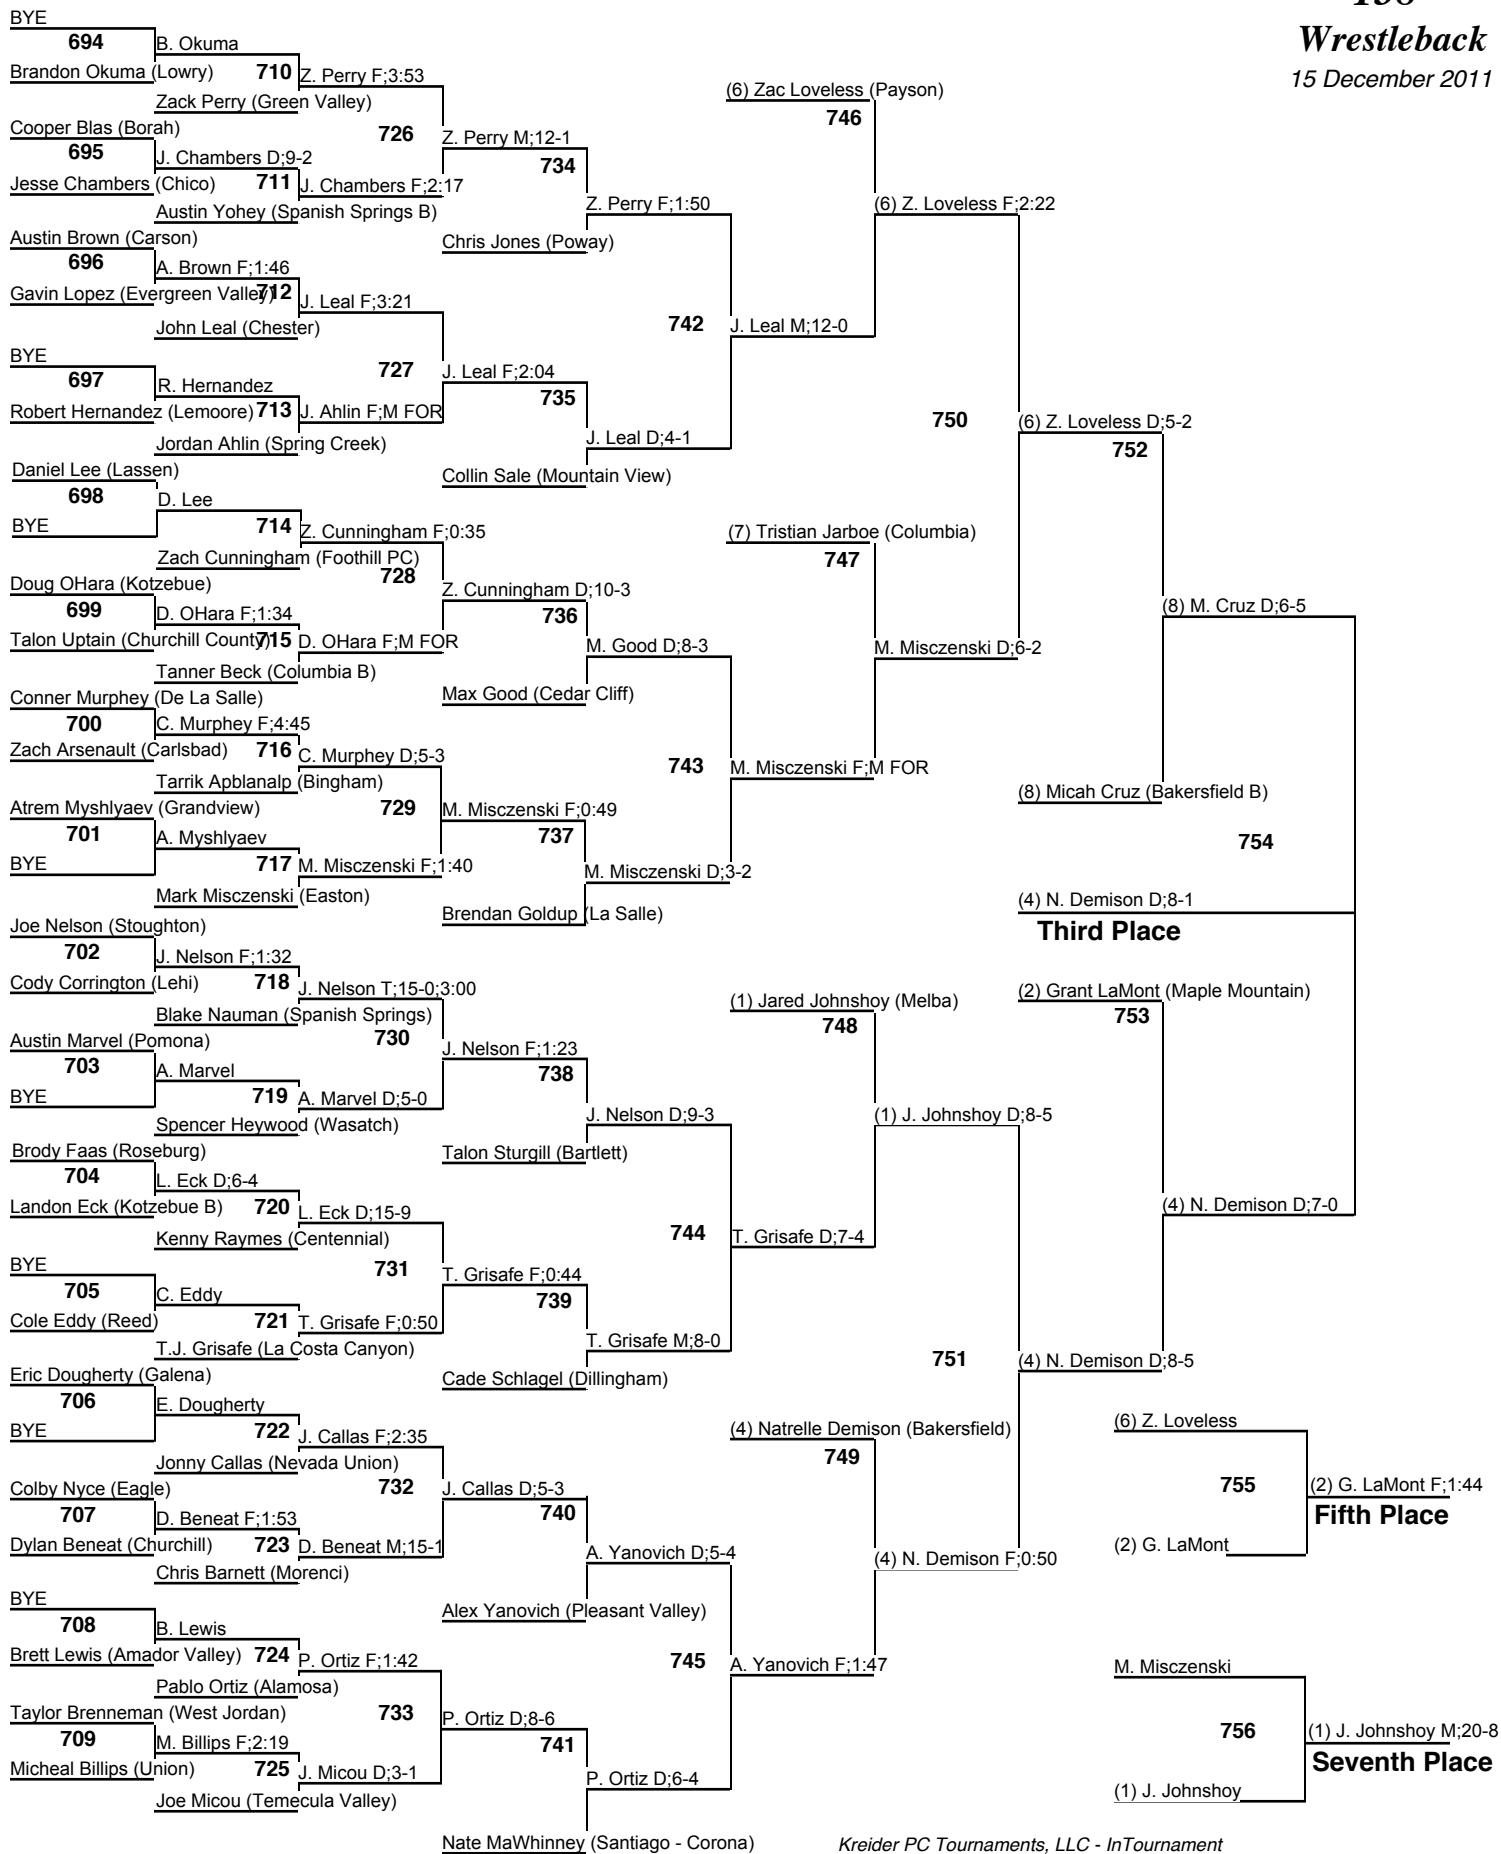 Wrestleback
15 December 2011
BYE
694
B. Okuma
Brandon Okuma (Lowry)
710
Z. Perry F;3:53
Zack Perry (Green Valley)
Cooper Blas (Borah)
726
Z. Perry M;12-1
695
J. Chambers D;9-2
Jesse Chambers (Chico)
711
J. Chambers F;2:17
Austin Yohey (Spanish Springs B)
734
Z. Perry F;1:50
Chris Jones (Poway)
Austin Brown (Carson)
696
A. Brown F;1:46
Gavin Lopez (Evergreen Valley)
712
J. Leal F;3:21
John Leal (Chester)
BYE
727
J. Leal F;2:04
697
R. Hernandez
Robert Hernandez (Lemoore)
713
J. Ahlin F;M FOR
Jordan Ahlin (Spring Creek)
735
J. Leal D;4-1
Collin Sale (Mountain View)
742
J. Leal M;12-0
(6) Zac Loveless (Payson)
746
(6) Z. Loveless F;2:22
Daniel Lee (Lassen)
698
D. Lee
BYE
714
Z. Cunningham F;0:35
Zach Cunningham (Foothill PC)
728
Z. Cunningham D;10-3
Doug OHara (Kotzebue)
699
D. OHara F;1:34
Talon Uptain (Churchill County)
715
D. OHara F;M FOR
Tanner Beck (Columbia B)
736
M. Good D;8-3
Max Good (Cedar Cliff)
Conner Murphey (De La Salle)
700
C. Murphey F;4:45
Zach Arsenault (Carlsbad)
716
C. Murphey D;5-3
Tarrik Apblanalp (Bingham)
Atrem Myshlyaev (Grandview)
729
M. Misczenski F;0:49
701
A. Myshlyaev
BYE
717
M. Misczenski F;1:40
Mark Misczenski (Easton)
737
M. Misczenski D;3-2
Brendan Goldup (La Salle)
743
M. Misczenski F;M FOR
(7) Tristian Jarboe (Columbia)
747
M. Misczenski D;6-2
750
(6) Z. Loveless D;5-2
752
(8) M. Cruz D;6-5
(8) Micah Cruz (Bakersfield B)
754
(4) N. Demison D;8-1
Third Place
Joe Nelson (Stoughton)
702
J. Nelson F;1:32
Cody Corrington (Lehi)
718
J. Nelson T;15-0;3:00
Blake Nauman (Spanish Springs)
Austin Marvel (Pomona)
730
J. Nelson F;1:23
703
A. Marvel
BYE
719
A. Marvel D;5-0
Spencer Heywood (Wasatch)
738
J. Nelson D;9-3
Talon Sturgill (Bartlett)
Brody Faas (Roseburg)
704
L. Eck D;6-4
Landon Eck (Kotzebue B)
720
L. Eck D;15-9
Kenny Raymes (Centennial)
BYE
731
T. Grisafe F;0:44
705
C. Eddy
Cole Eddy (Reed)
721
T. Grisafe F;0:50
T.J. Grisafe (La Costa Canyon)
739
T. Grisafe M;8-0
Cade Schlagel (Dillingham)
744
T. Grisafe D;7-4
(1) Jared Johnshoy (Melba)
748
(1) J. Johnshoy D;8-5
(2) Grant LaMont (Maple Mountain)
753
(4) N. Demison D;7-0
Eric Dougherty (Galena)
706
E. Dougherty
BYE
722
J. Callas F;2:35
Jonny Callas (Nevada Union)
Colby Nyce (Eagle)
732
J. Callas D;5-3
707
D. Beneat F;1:53
Dylan Beneat (Churchill)
723
D. Beneat M;15-1
Chris Barnett (Morenci)
740
A. Yanovich D;5-4
Alex Yanovich (Pleasant Valley)
BYE
708
B. Lewis
Brett Lewis (Amador Valley)
724
P. Ortiz F;1:42
Pablo Ortiz (Alamosa)
Taylor Brenneman (West Jordan)
733
P. Ortiz D;8-6
709
M. Billips F;2:19
Micheal Billips (Union)
725
J. Micou D;3-1
Joe Micou (Temecula Valley)
741
P. Ortiz D;6-4
Nate MaWhinney (Santiago - Corona)
745
A. Yanovich F;1:47
(4) Natrelle Demison (Bakersfield)
749
(4) N. Demison F;0:50
751
(4) N. Demison D;8-5
(6) Z. Loveless
755
(2) G. LaMont F;1:44
Fifth Place
(2) G. LaMont
M. Misczenski
756
(1) J. Johnshoy M;20-8
Seventh Place
(1) J. Johnshoy
Kreider PC Tournaments, LLC - InTournament